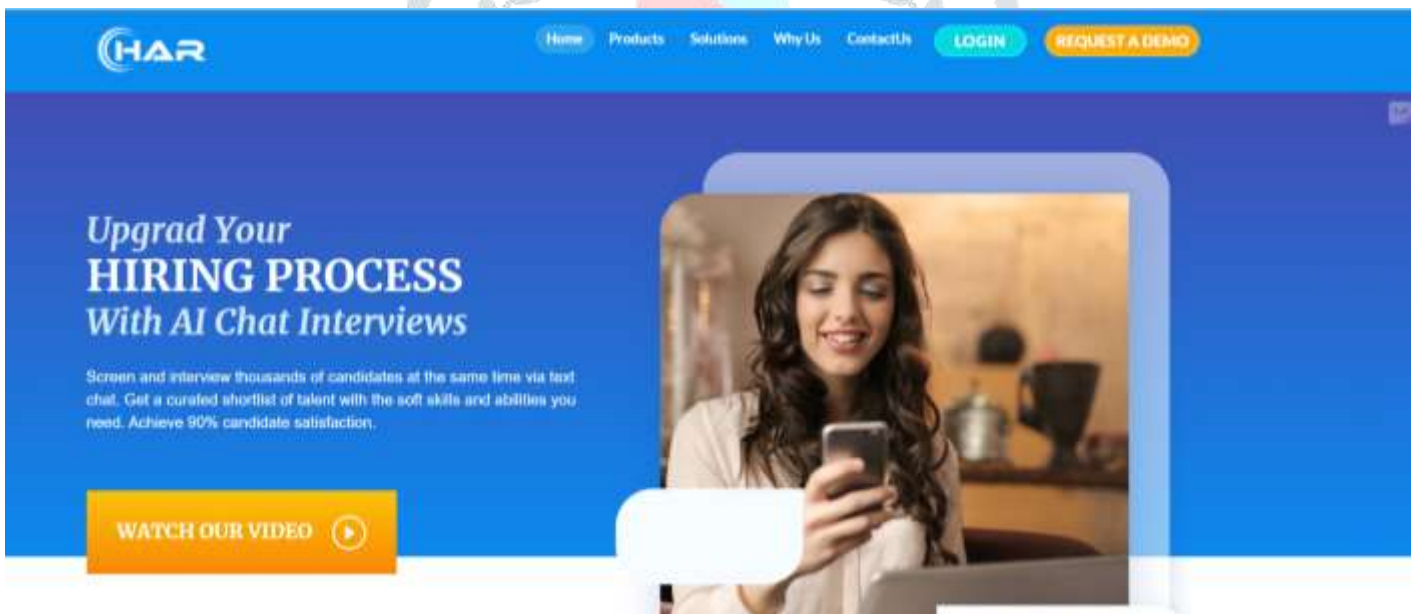 HAR
Home Products Solutions Why Us ContactUs LOGIN REQUEST A DEMO
Upgrad Your
HIRING PROCESS
With AI Chat Interviews
Screen and interview thousands of candidates at the same time via text
chat. Get a curated shortlist of talent with the soft skills and abilities you
need. Achieve 90% candidate satisfaction.
WATCH OUR VIDEO